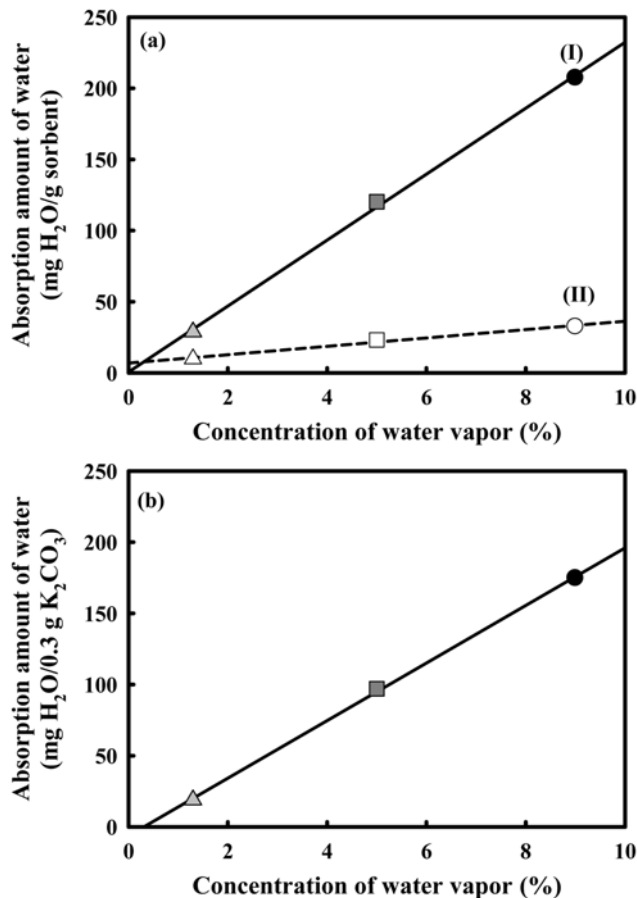 (a)
(I)
(II)
250
200
150
100
50
0
0 2 4 6 8 10
Absorption amount of water
(mg H₂O/g sorbent)
Concentration of water vapor (%)
(b)
250
200
150
100
50
0
0 2 4 6 8 10
Absorption amount of water
(mg H₂O/0.3 g K₂CO₃)
Concentration of water vapor (%)